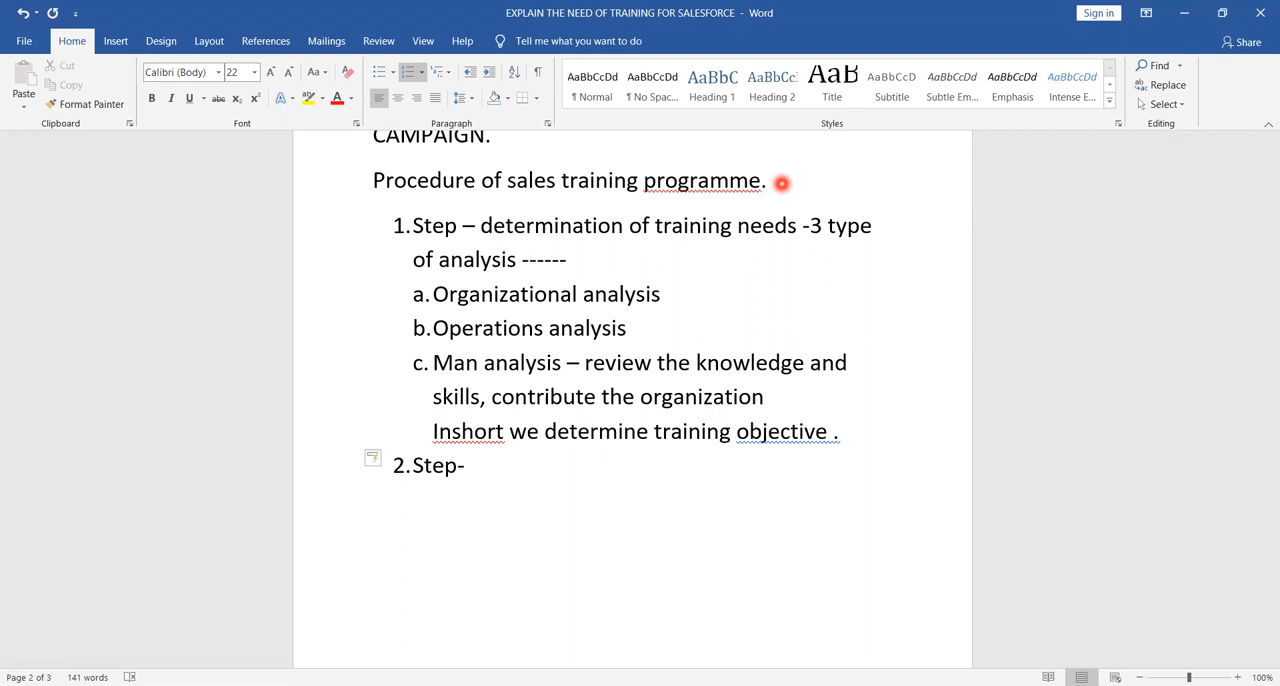 EXPLAIN THE NEED OF TRAINING FOR SALESFORCE - Word
Sign in
File Home Insert Design Layout References Mailings Review View Help Tell me what you want to do
Share
Paste
Cut
Copy
Format Painter
Clipboard
Calibri (Body) 22
Font
Paragraph
AaBbCcDd AaBbCcDd AaBbC AaBbCc AaB AaBbCcD AaBbCcDd AaBbCcDd AaBbCcDd
¶ Normal ¶ No Spac... Heading 1 Heading 2 Title Subtitle Subtle Em... Emphasis Intense E...
Styles
Find
Replace
Select
Editing
CAMPAIGN.
Procedure of sales training programme.
1. Step – determination of training needs -3 type
of analysis ------
a. Organizational analysis
b. Operations analysis
c. Man analysis – review the knowledge and
skills, contribute the organization
Inshort we determine training objective .
2. Step-
Page 2 of 3 141 words
100%